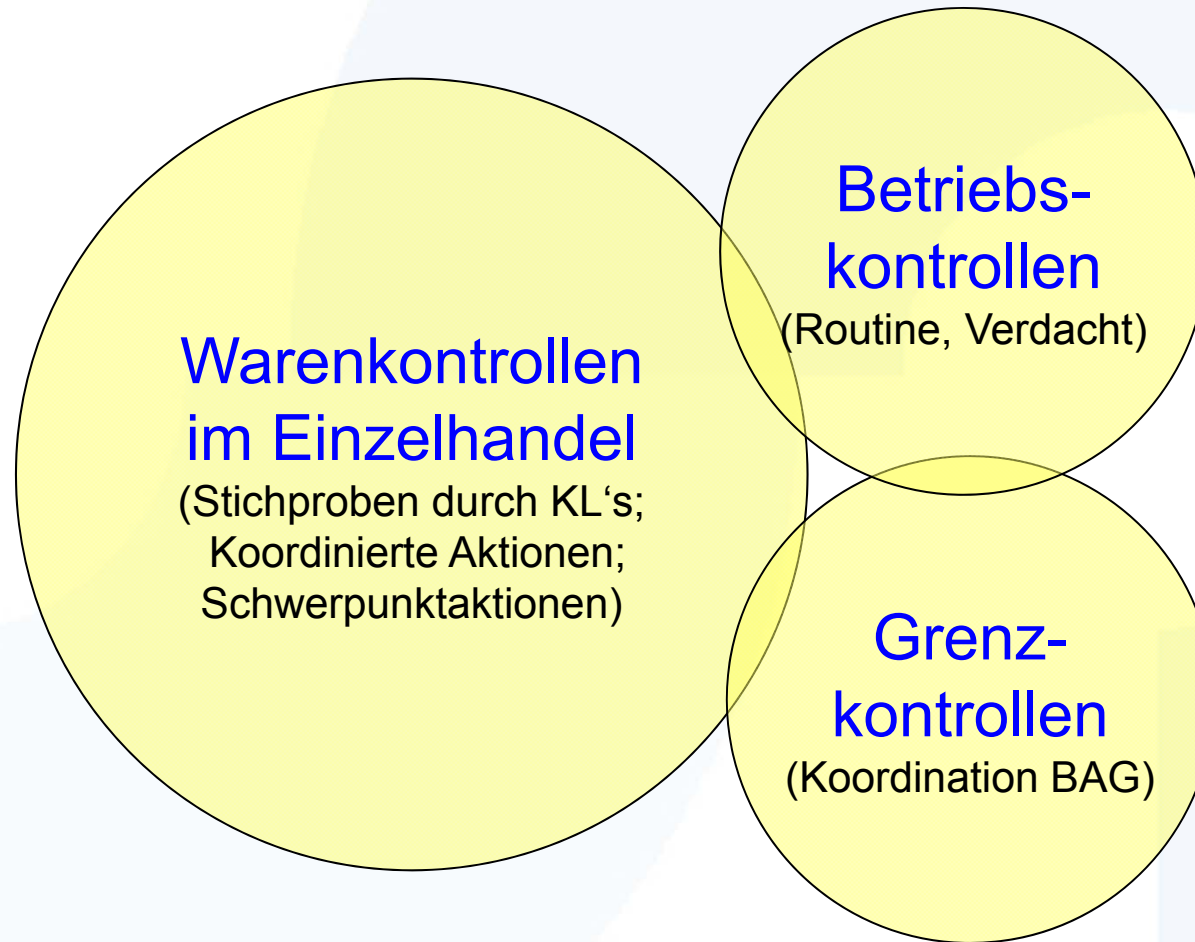 Warenkontrollen
im Einzelhandel
(Stichproben durch KL‘s;
Koordinierte Aktionen;
Schwerpunktaktionen)
Betriebs-
kontrollen
(Routine, Verdacht)
Grenz-
kontrollen
(Koordination BAG)